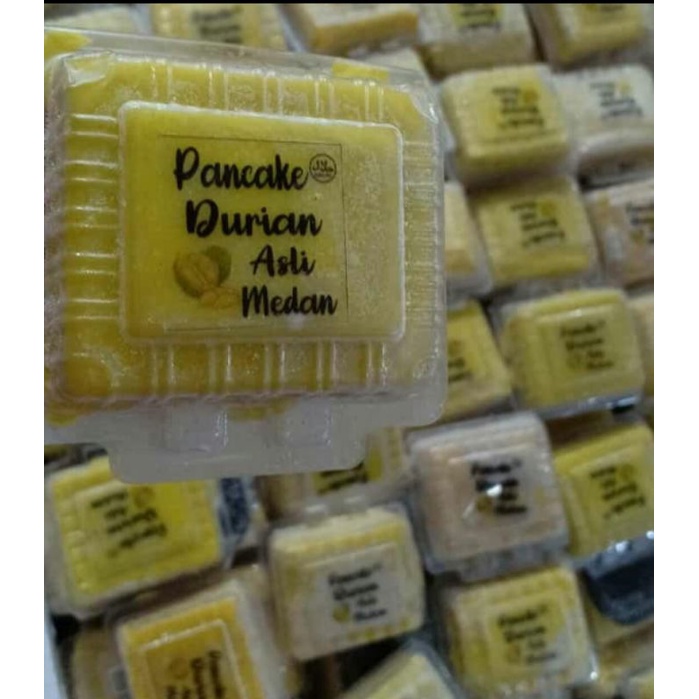 Pancake
Durian
Asli
Medan